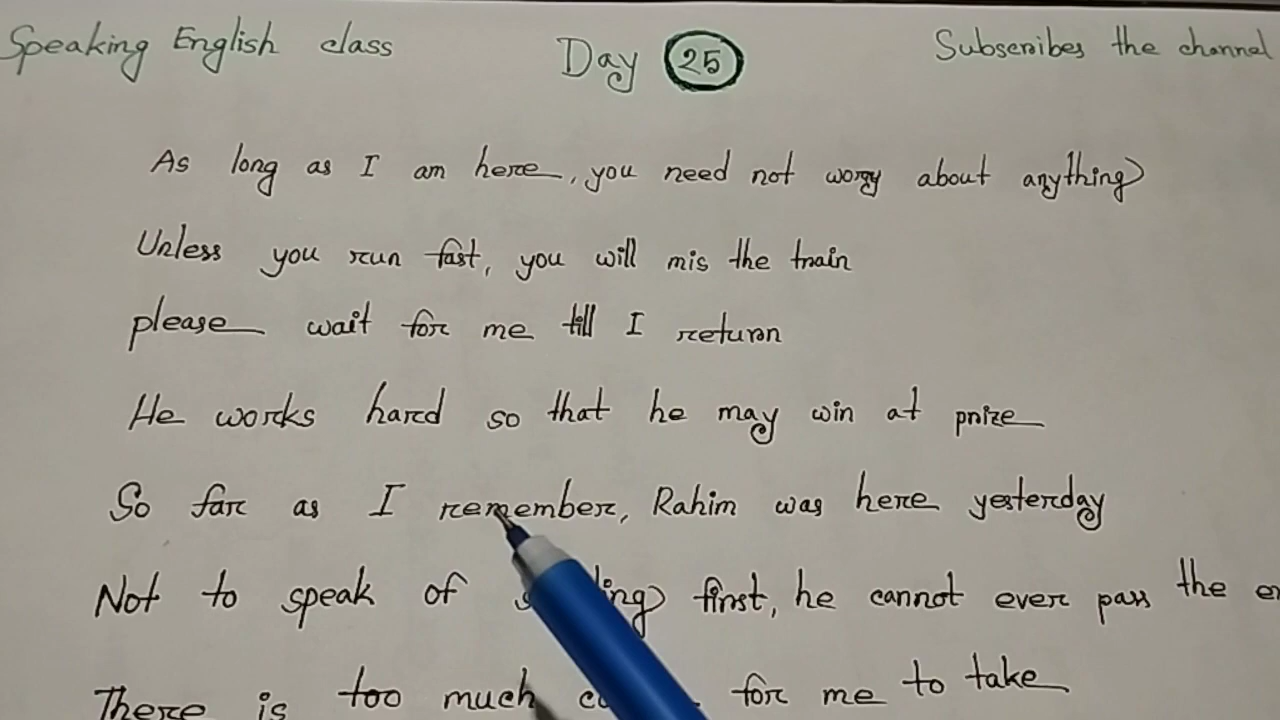 Speaking English class Day 25 Subscribes the channel
As long as I am here, you need not worry about anything
Unless you run fast, you will mis the train
please wait for me till I return
He works hard so that he may win at prize
So far as I remember, Rahim was here yesterday
Not to speak of first, he cannot ever pass the
There is too much for me to take